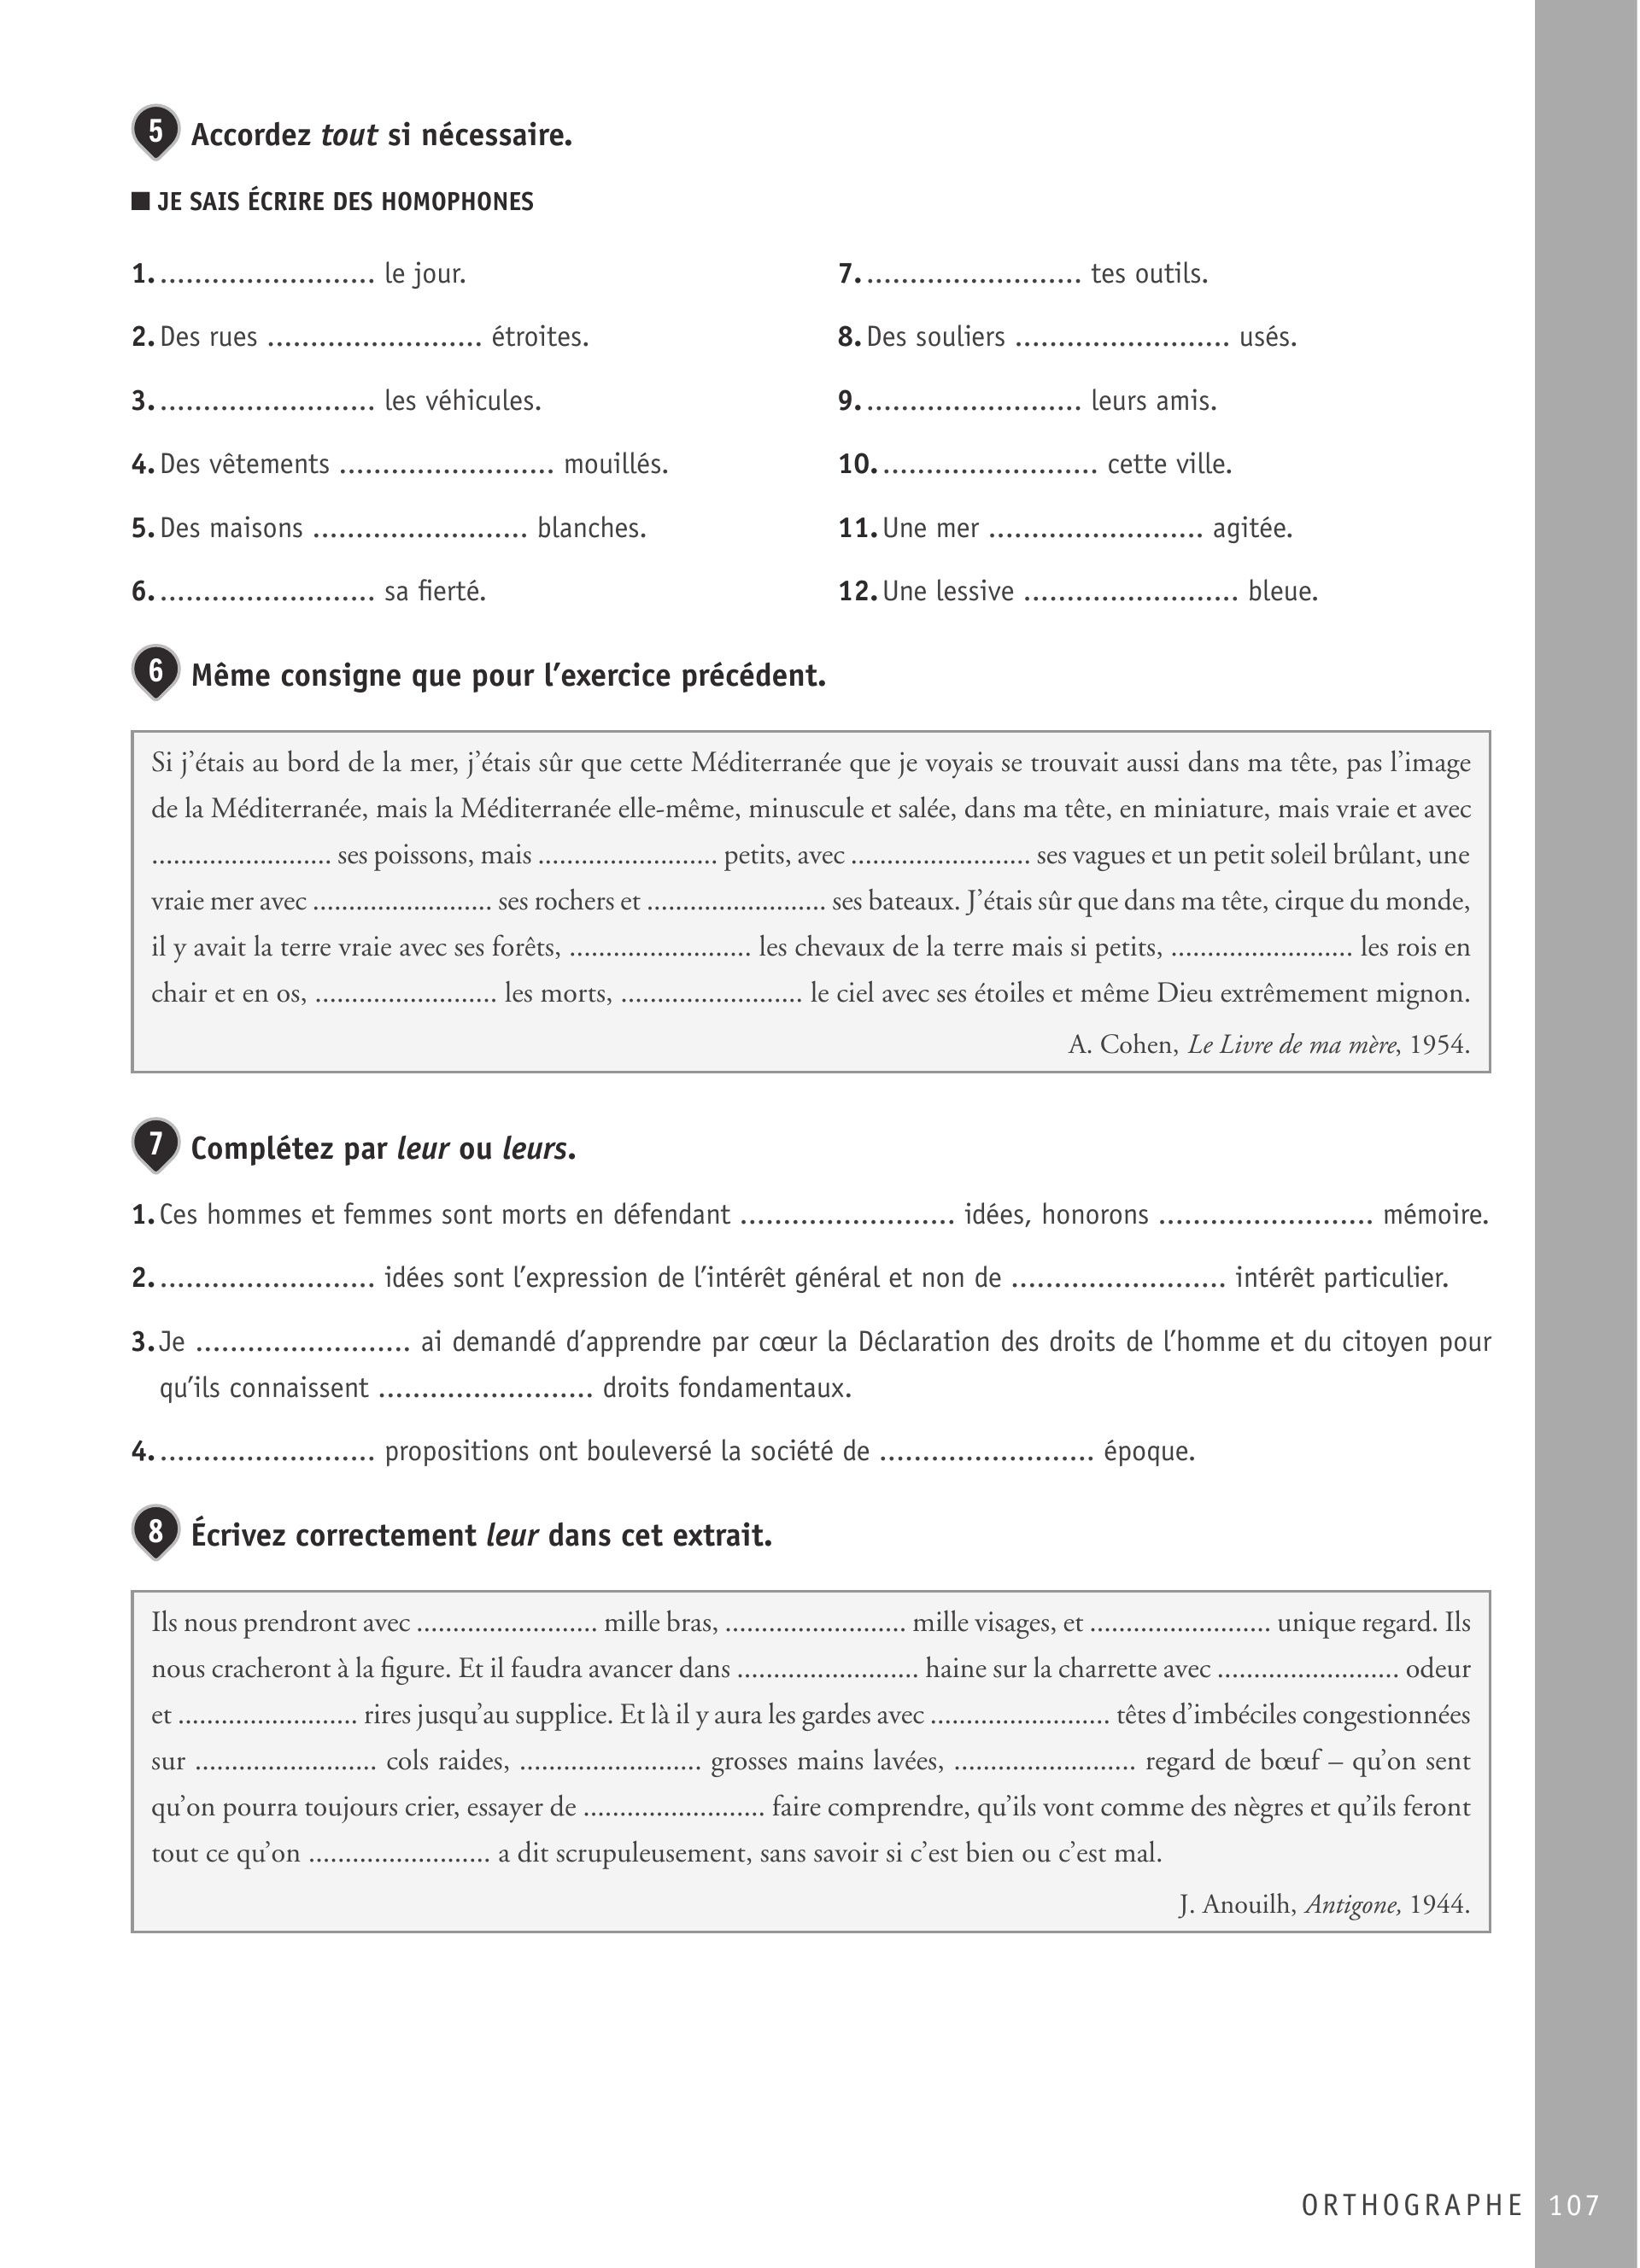 5 Accordez tout si nécessaire.
■ JE SAIS ÉCRIRE DES HOMOPHONES
1. ......................... le jour.
2. Des rues ......................... étroites.
3. ......................... les véhicules.
4. Des vêtements ......................... mouillés.
5. Des maisons ......................... blanches.
6. ......................... sa fierté.
7. ......................... tes outils.
8. Des souliers ......................... usés.
9. ......................... leurs amis.
10. ......................... cette ville.
11. Une mer ......................... agitée.
12. Une lessive ......................... bleue.
6 Même consigne que pour l’exercice précédent.
Si j’étais au bord de la mer, j’étais sûr que cette Méditerranée que je voyais se trouvait aussi dans ma tête, pas l’image
de la Méditerranée, mais la Méditerranée elle-même, minuscule et salée, dans ma tête, en miniature, mais vraie et avec
......................... ses poissons, mais ......................... petits, avec ......................... ses vagues et un petit soleil brûlant, une
vraie mer avec ......................... ses rochers et ......................... ses bateaux. J’étais sûr que dans ma tête, cirque du monde,
il y avait la terre vraie avec ses forêts, ......................... les chevaux de la terre mais si petits, ......................... les rois en
chair et en os, ......................... les morts, ......................... le ciel avec ses étoiles et même Dieu extrêmement mignon.
A. Cohen, Le Livre de ma mère, 1954.
7 Complétez par leur ou leurs.
1. Ces hommes et femmes sont morts en défendant ......................... idées, honorons ......................... mémoire.
2. ......................... idées sont l’expression de l’intérêt général et non de ......................... intérêt particulier.
3. Je ......................... ai demandé d’apprendre par cœur la Déclaration des droits de l’homme et du citoyen pour
qu’ils connaissent ......................... droits fondamentaux.
4. ......................... propositions ont bouleversé la société de ......................... époque.
8 Écrivez correctement leur dans cet extrait.
Ils nous prendront avec ......................... mille bras, ......................... mille visages, et ......................... unique regard. Ils
nous cracheront à la figure. Et il faudra avancer dans ......................... haine sur la charrette avec ......................... odeur
et ......................... rires jusqu’au supplice. Et là il y aura les gardes avec ......................... têtes d’imbéciles congestionnées
sur ......................... cols raides, ......................... grosses mains lavées, ......................... regard de bœuf – qu’on sent
qu’on pourra toujours crier, essayer de ......................... faire comprendre, qu’ils vont comme des nègres et qu’ils feront
tout ce qu’on ......................... a dit scrupuleusement, sans savoir si c’est bien ou c’est mal.
J. Anouilh, Antigone, 1944.
ORTHOGRAPHE 107